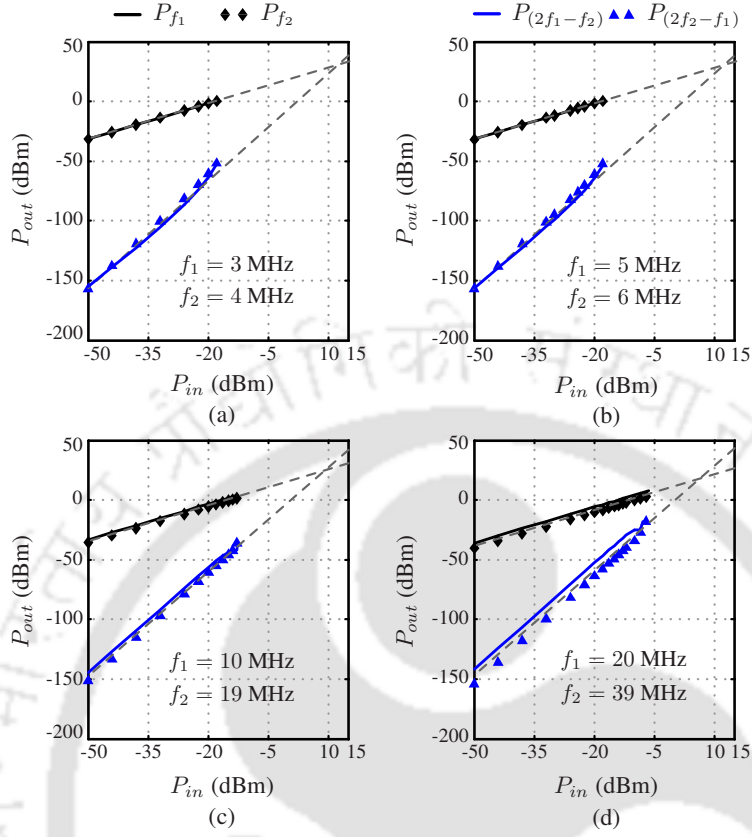 P_{f_1} P_{f_2} P_{(2f_1-f_2)} P_{(2f_2-f_1)}
50
0
-50
-100
-150
-200
P_{out} (dBm)
f_1 = 3 MHz
f_2 = 4 MHz
-50 -35 -20 -5 10 15
P_{in} (dBm)
(a)
50
0
-50
-100
-150
-200
P_{out} (dBm)
f_1 = 5 MHz
f_2 = 6 MHz
-50 -35 -20 -5 10 15
P_{in} (dBm)
(b)
50
0
-50
-100
-150
-200
P_{out} (dBm)
f_1 = 10 MHz
f_2 = 19 MHz
-50 -35 -20 -5 10 15
P_{in} (dBm)
(c)
50
0
-50
-100
-150
-200
P_{out} (dBm)
f_1 = 20 MHz
f_2 = 39 MHz
-50 -35 -20 -5 10 15
P_{in} (dBm)
(d)